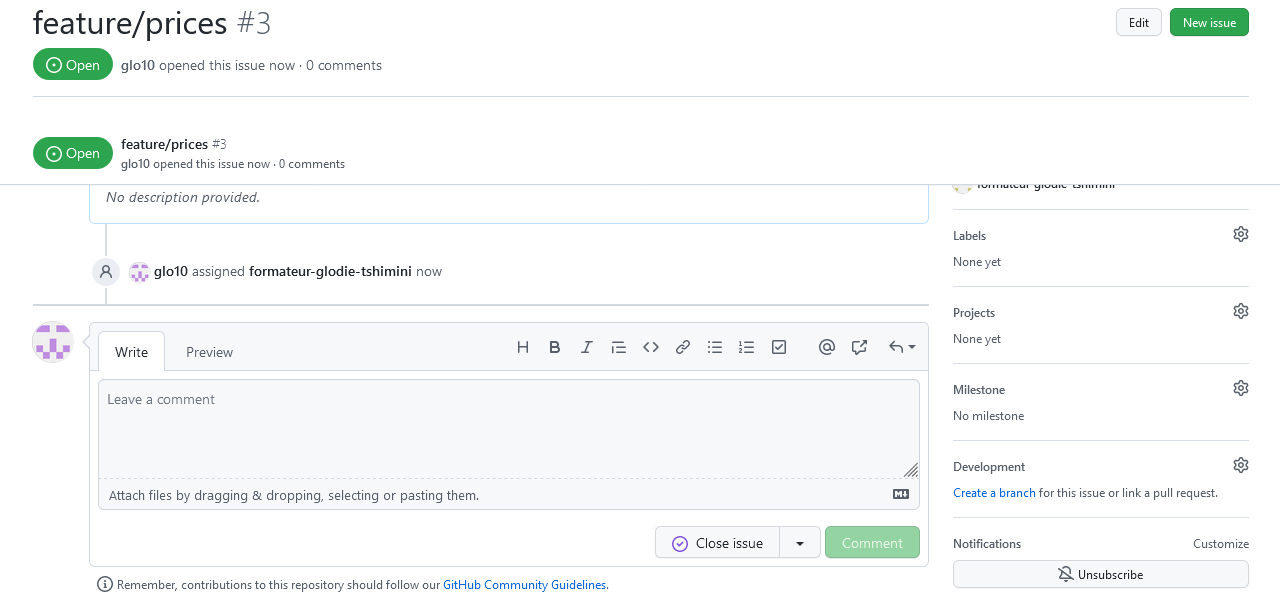 feature/prices #3
Edit
New issue
Open
glo10 opened this issue now · 0 comments
Open
feature/prices #3
glo10 opened this issue now · 0 comments
No description provided.
formateur-glodie-tshimini
glo10 assigned formateur-glodie-tshimini now
Labels
None yet
Projects
None yet
Milestone
No milestone
Development
Create a branch for this issue or link a pull request.
Notifications
Customize
Unsubscribe
Write
Preview
Leave a comment
Attach files by dragging & dropping, selecting or pasting them.
Close issue
Comment
Remember, contributions to this repository should follow our GitHub Community Guidelines.